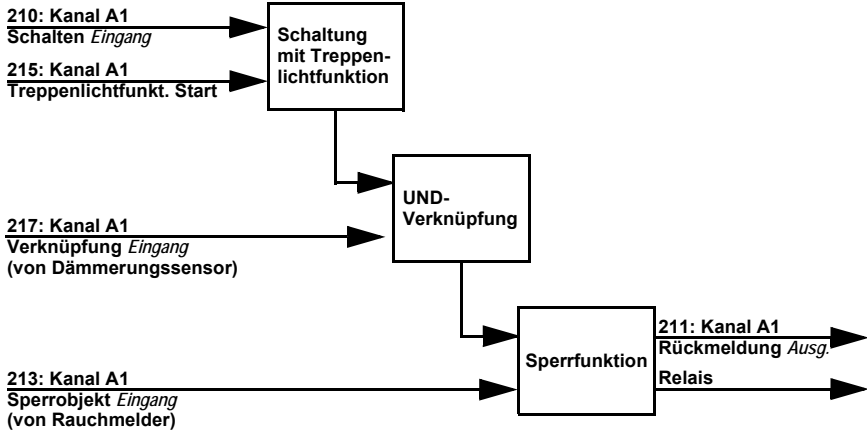 210: Kanal A1
Schalten Eingang
215: Kanal A1
Treppenlichtfunkt. Start
Schaltung
mit Treppen-
lichtfunktion
UND-
Verknüpfung
217: Kanal A1
Verknüpfung Eingang
(von Dämmerungssensor)
Sperrfunktion
211: Kanal A1
Rückmeldung Ausg.
Relais
213: Kanal A1
Sperrobjekt Eingang
(von Rauchmelder)